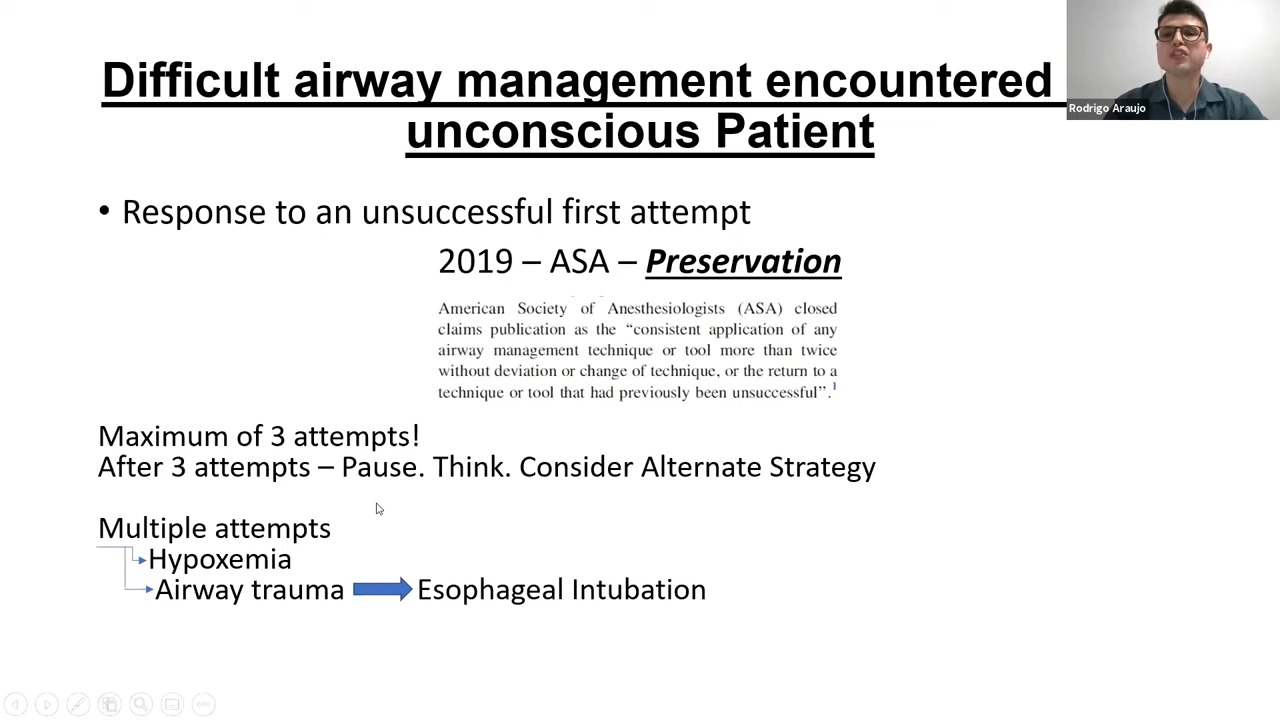 Difficult airway management encountered
unconscious Patient
Rodrigo Araujo
• Response to an unsuccessful first attempt
2019 – ASA – Preservation
American Society of Anesthesiologists (ASA) closed
claims publication as the “consistent application of any
airway management technique or tool more than twice
without deviation or change of technique, or the return to a
technique or tool that had previously been unsuccessful”.1
Maximum of 3 attempts!
After 3 attempts – Pause. Think. Consider Alternate Strategy
Multiple attempts
Hypoxemia
Airway trauma Esophageal Intubation